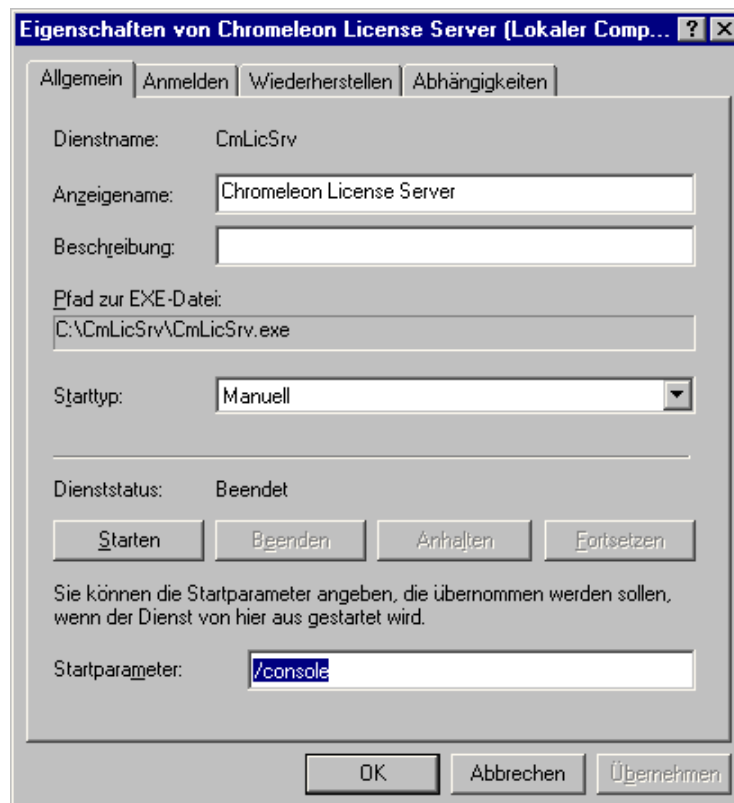 Eigenschaften von Chromeleon License Server (Lokaler Comp...
Allgemein Anmelden Wiederherstellen Abhängigkeiten
Dienstname: CmLicSrv
Anzeigename: Chromeleon License Server
Beschreibung:
Pfad zur EXE-Datei:
C:\CmLicSrv\CmLicSrv.exe
Starttyp: Manuell
Dienststatus: Beendet
Starten Beenden Anhalten Fortsetzen
Sie können die Startparameter angeben, die übernommen werden sollen,
wenn der Dienst von hier aus gestartet wird.
Startparameter: /console
OK Abbrechen Übernehmen